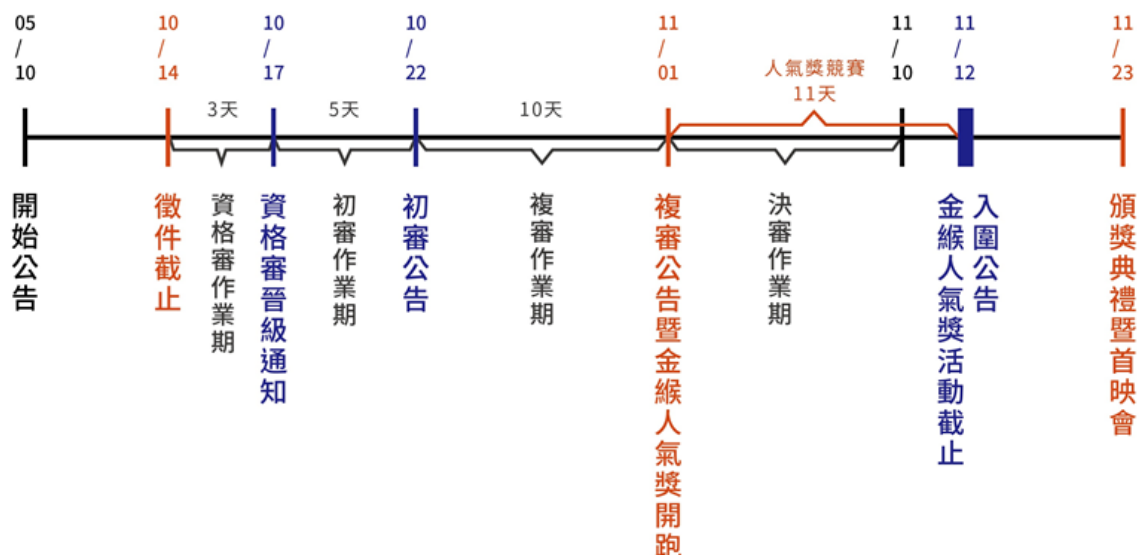 05/10
10/14
10/17
10/22
11/01
11/10
11/12
11/23
3天
5天
10天
人氣獎競賽
11天
開始公告
徵件截止
資格審作業期
資格審晉級通知
初審作業期
初審公告
複審作業期
複審公告暨金緱人氣獎開跑
決審作業期
入圍公告
金緱人氣獎活動截止
頒獎典禮暨首映會